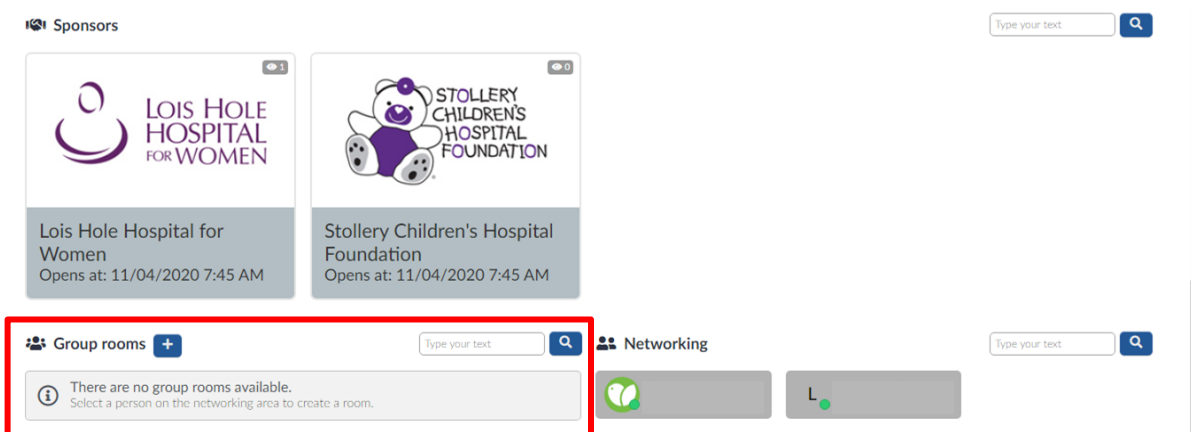 Sponsors
Type your text
1
LOIS HOLE
HOSPITAL
FOR WOMEN
Lois Hole Hospital for
Women
Opens at: 11/04/2020 7:45 AM
0
STOLLERY
CHILDREN'S
HOSPITAL
FOUNDATION
Stollery Children's Hospital
Foundation
Opens at: 11/04/2020 7:45 AM
Group rooms +
Type your text
There are no group rooms available.
Select a person on the networking area to create a room.
Networking
Type your text
L